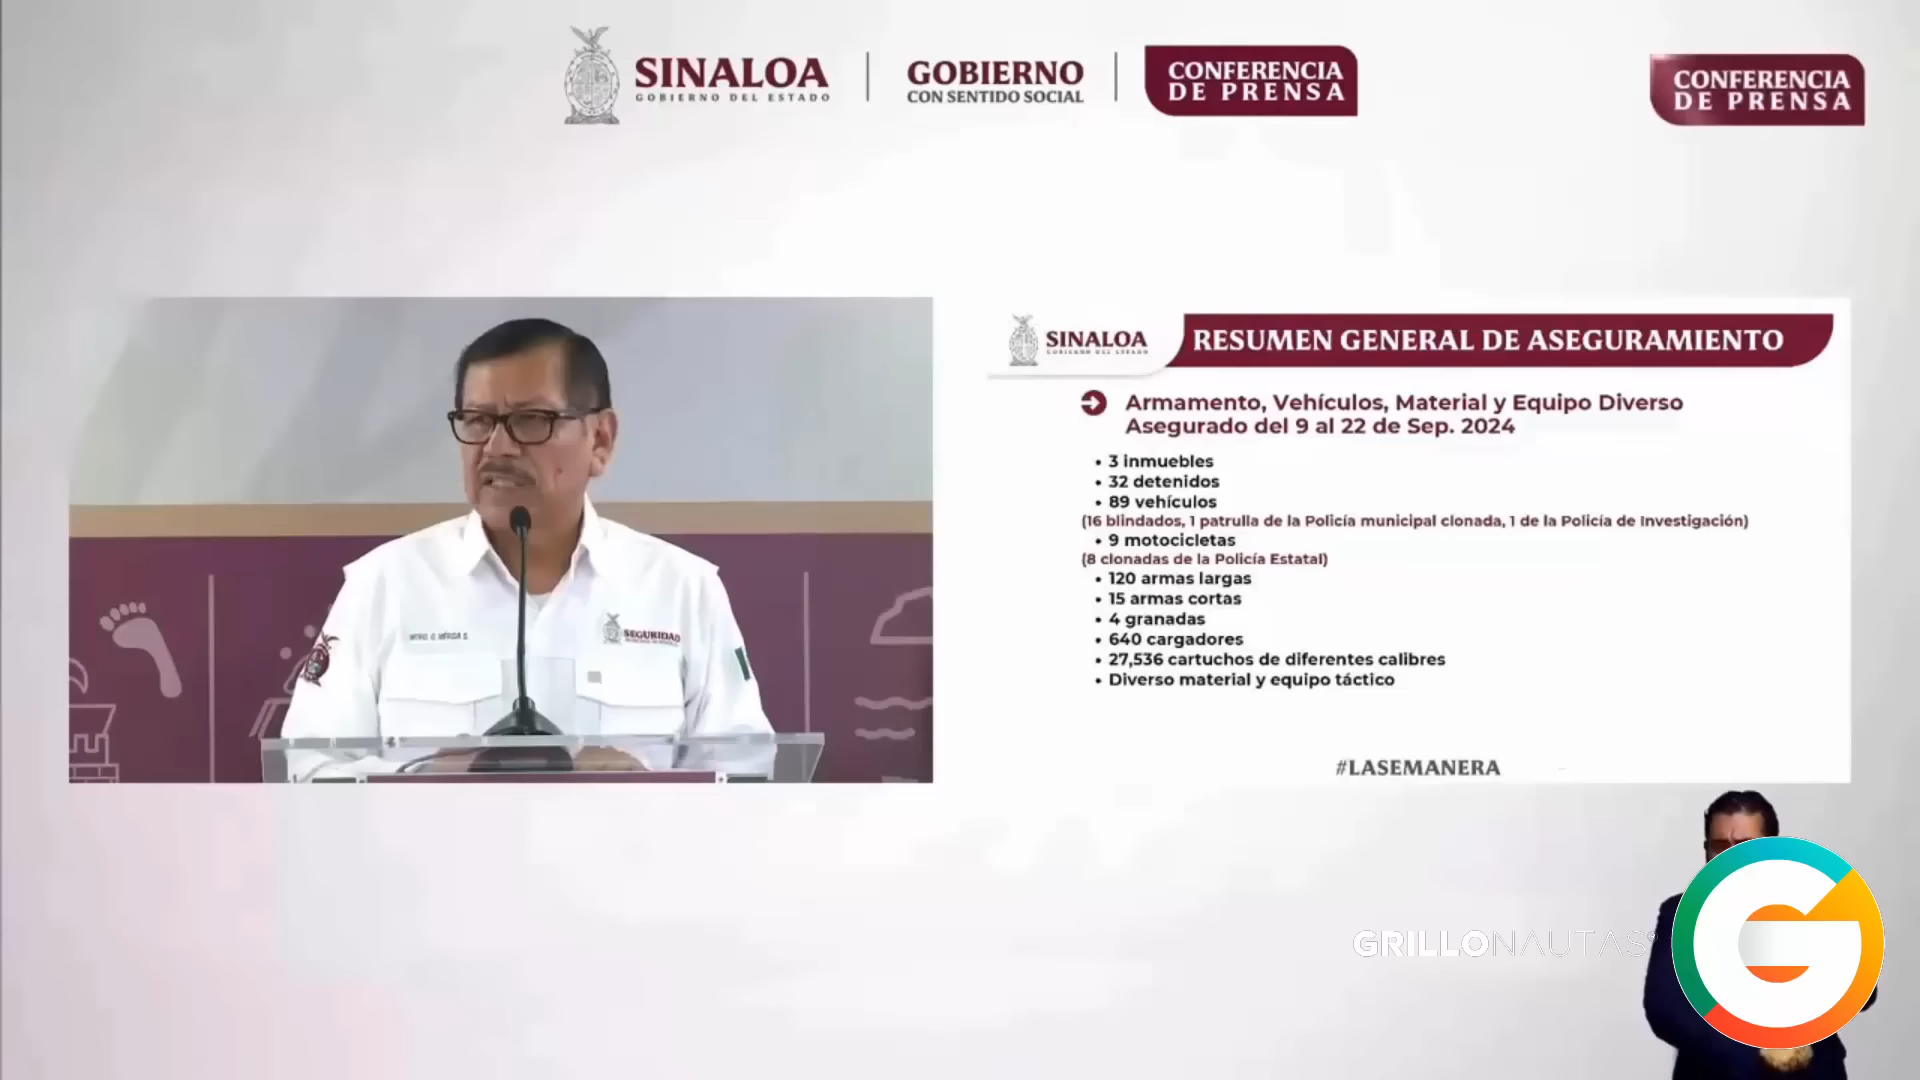 SINALOA
GOBIERNO DEL ESTADO
GOBIERNO
CON SENTIDO SOCIAL
CONFERENCIA
DE PRENSA
CONFERENCIA
DE PRENSA
SINALOA
GOBIERNO DEL ESTADO
RESUMEN GENERAL DE ASEGURAMIENTO
Armamento, Vehículos, Material y Equipo Diverso
Asegurado del 9 al 22 de Sep. 2024
• 3 inmuebles
• 32 detenidos
• 89 vehículos
(16 blindados, 1 patrulla de la Policía municipal clonada, 1 de la Policía de Investigación)
• 9 motocicletas
(8 clonadas de la Policía Estatal)
• 120 armas largas
• 15 armas cortas
• 4 granadas
• 640 cargadores
• 27,536 cartuchos de diferentes calibres
• Diverso material y equipo táctico
#LASEMANERA
SEGURIDAD
GRILLONAUTAS
G